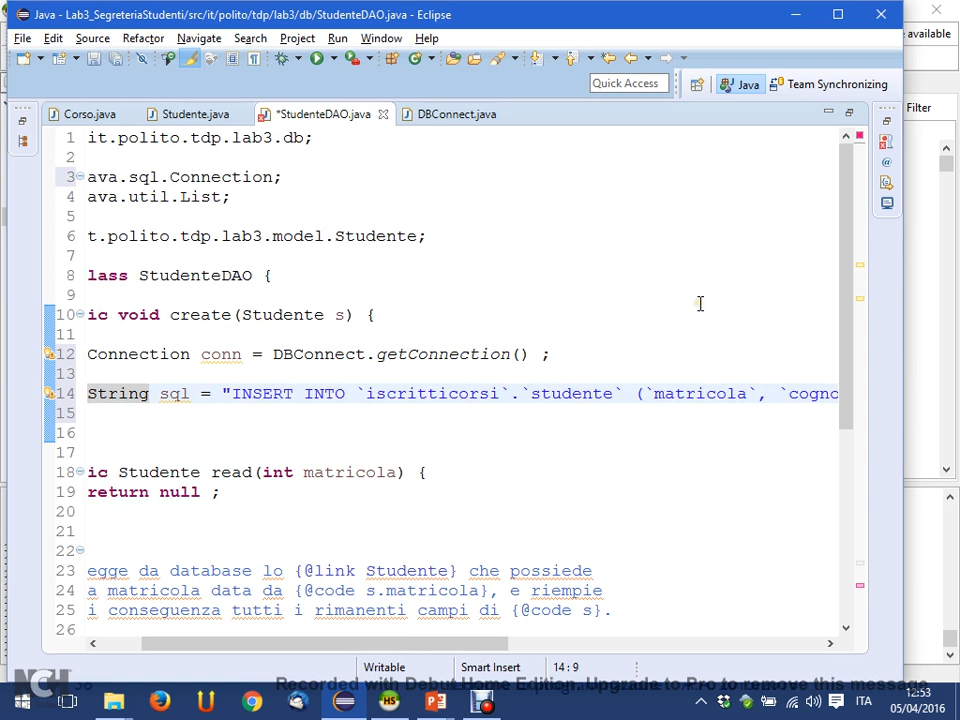 Java - Lab3_SegreteriaStudenti/src/it/polito/tdp/lab3/db/StudenteDAO.java - Eclipse
File Edit Source Refactor Navigate Search Project Run Window Help
available
Quick Access
Java
Team Synchronizing
Corso.java
Studente.java
*StudenteDAO.java
DBConnect.java
Filter
1 it.polito.tdp.lab3.db;
2
3 ava.sql.Connection;
4 ava.util.List;
5
6 t.polito.tdp.lab3.model.Studente;
7
8 lass StudenteDAO {
9
10 ic void create(Studente s) {
11
12 Connection conn = DBConnect.getConnection() ;
14 String sql = "INSERT INTO `iscritticorsi`.`studente` (`matricola`, `cogno
15
16
17
18 ic Studente read(int matricola) {
19 return null ;
20
21
22
23 egge da database lo {@link Studente} che possiede
24 a matricola data da {@code s.matricola}, e riempie
25 i conseguenza tutti i rimanenti campi di {@code s}.
26
Writable
Smart Insert
14 : 9
NCH
Recorded with Debut Home Edition. Upgrade to Pro to remove this message
ITA
12:53
05/04/2016